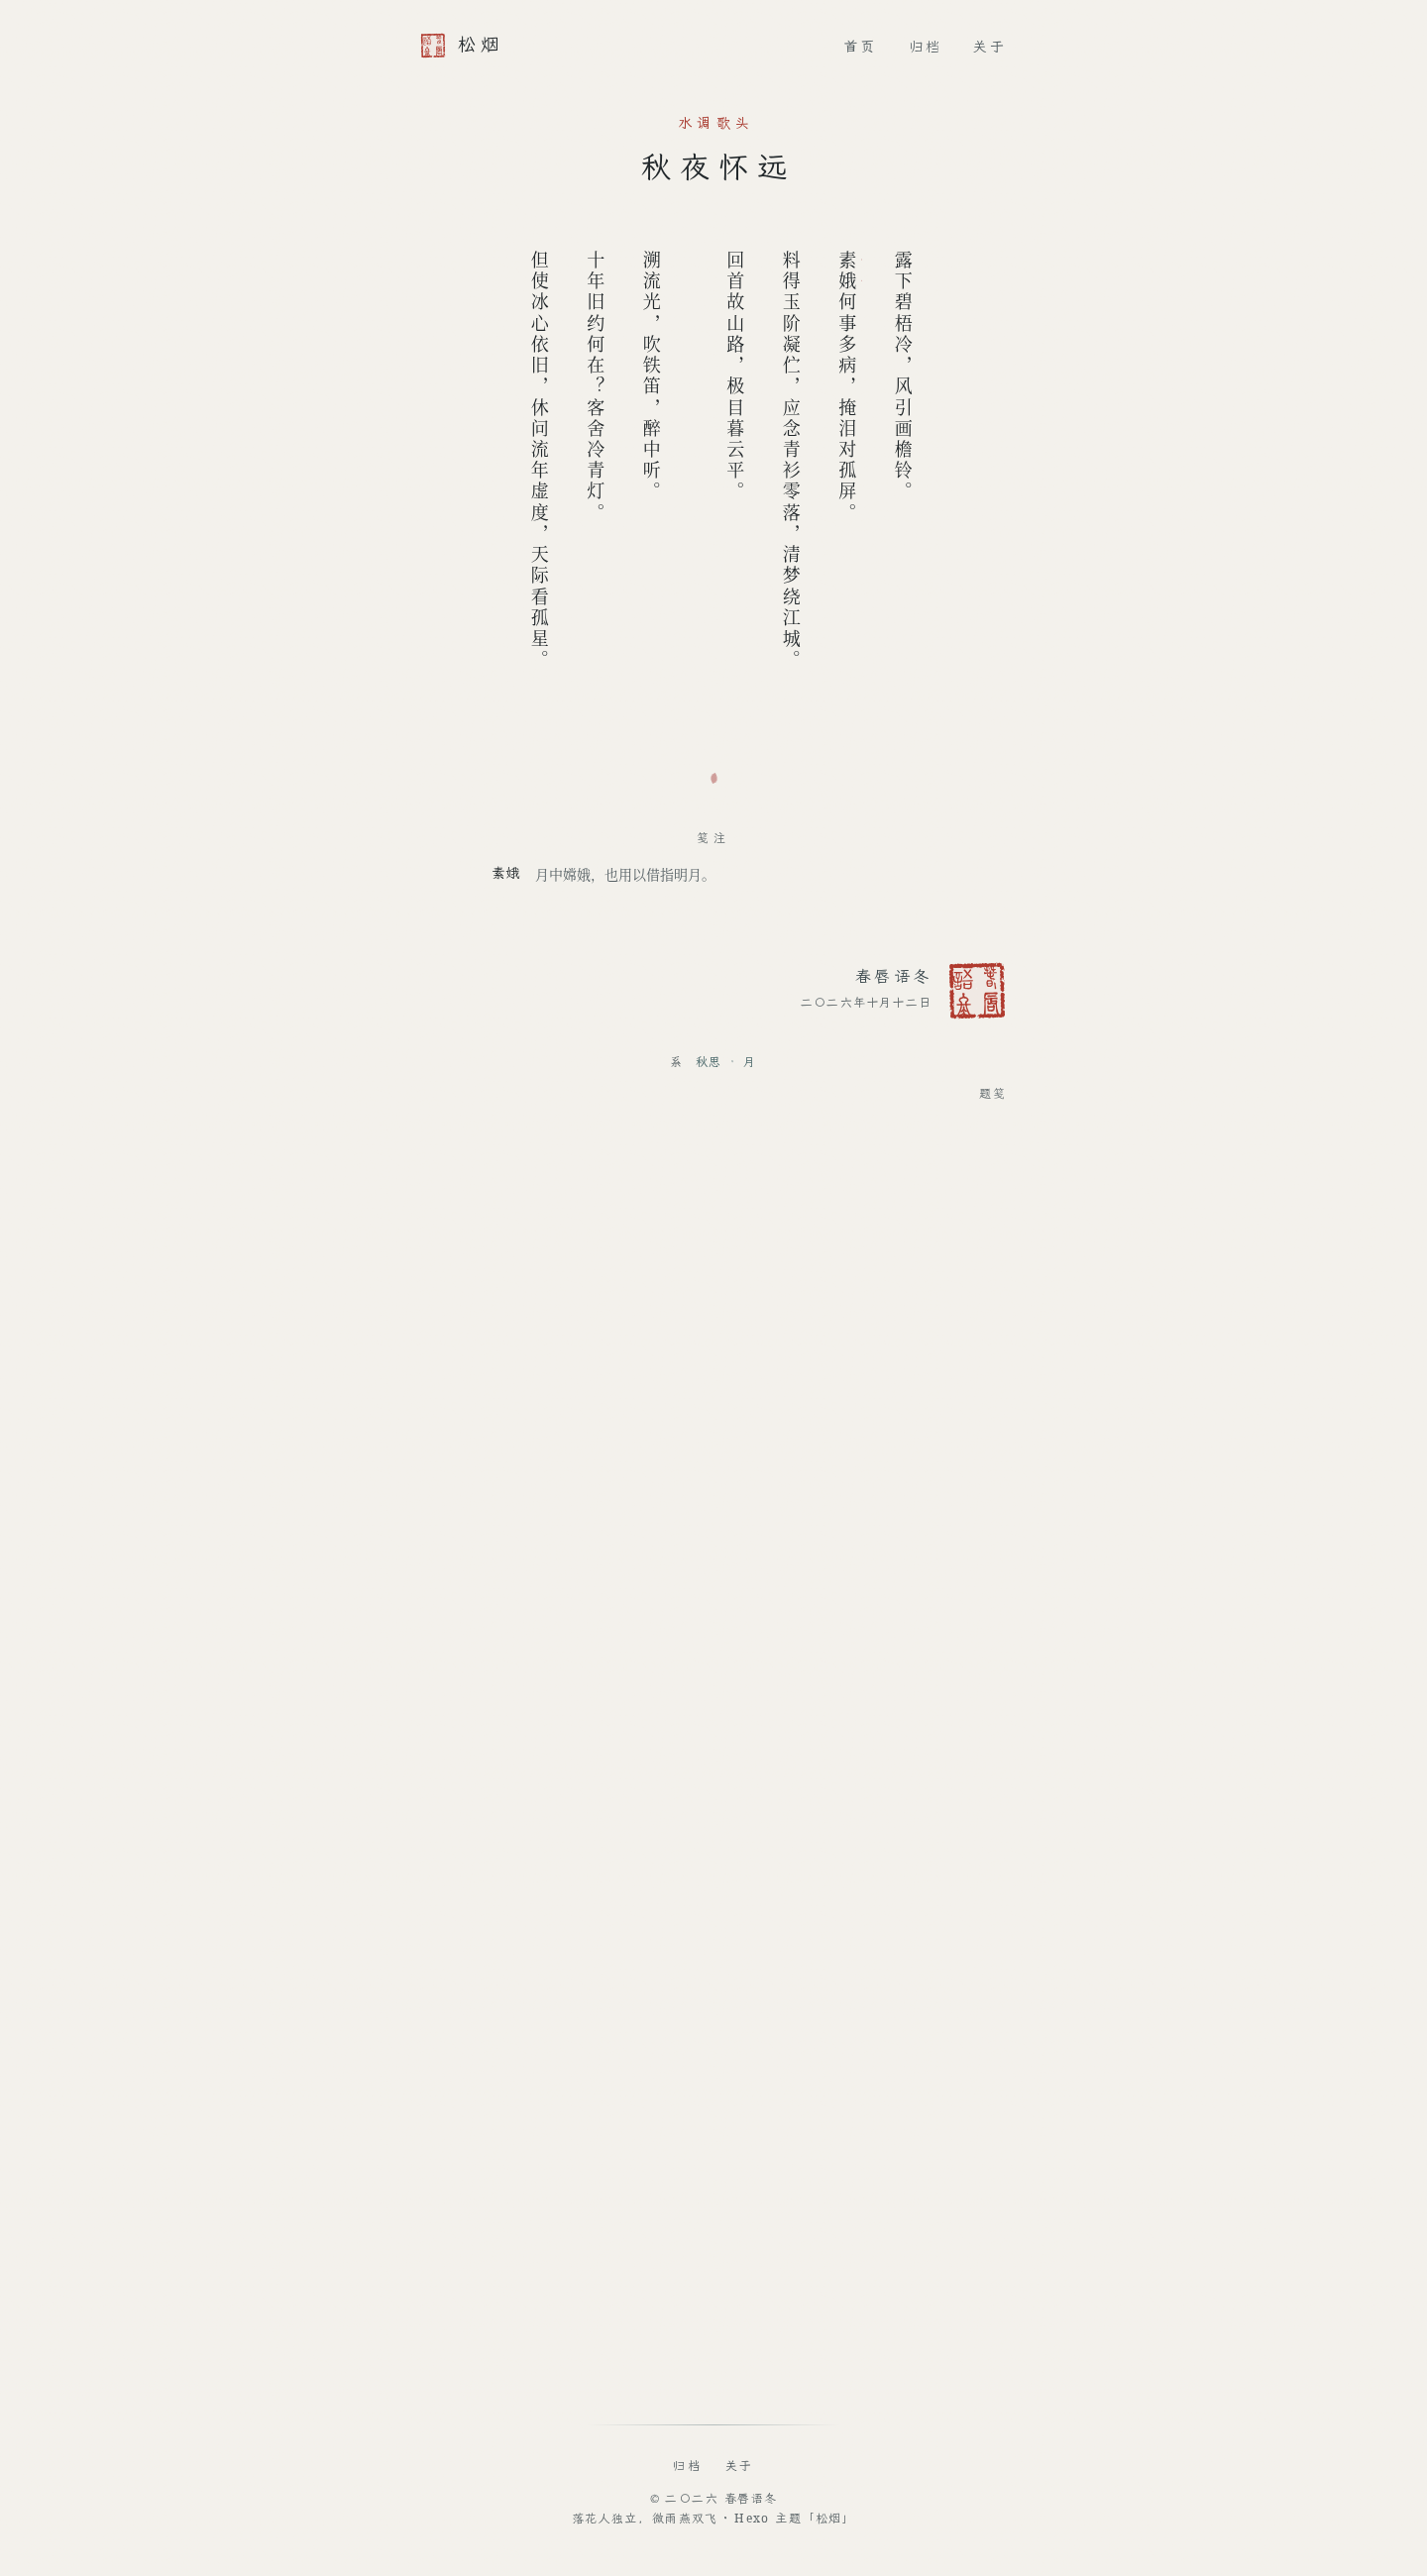 松烟
首页 归档 关于
水调歌头
秋夜怀远
露下碧梧冷，风引画檐铃。
素娥何事多病，掩泪对孤屏。
料得玉阶凝伫，应念青衫零落，清梦绕江城。
回首故山路，极目暮云平。
溯流光，吹铁笛，醉中听。
十年旧约何在？客舍冷青灯。
但使冰心依旧，休问流年虚度，天际看孤星。
笺注
素娥 月中嫦娥，也用以借指明月。
春唇语冬
二〇二六年十月十二日
春唇語冬
系 秋思 · 月
题笺
归档 关于
© 二〇二六 春唇语冬
落花人独立，微雨燕双飞 · Hexo 主题「松烟」